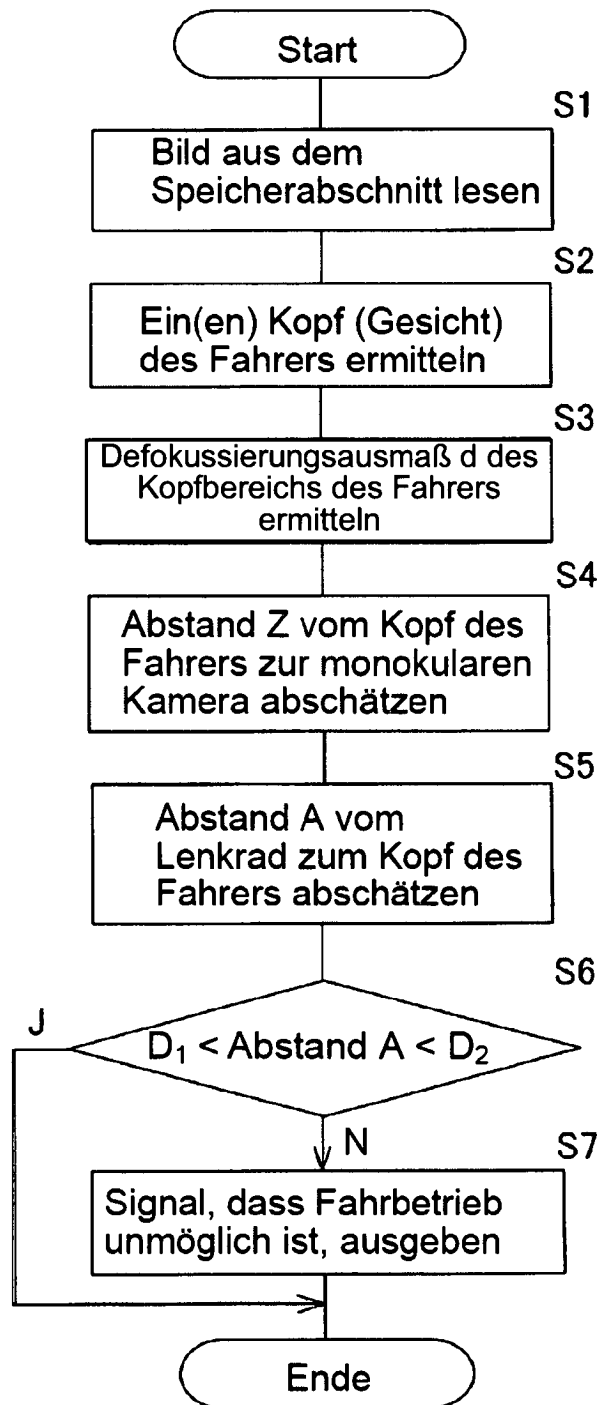 Start
S1
Bild aus dem
Speicherabschnitt lesen
S2
Ein(en) Kopf (Gesicht)
des Fahrers ermitteln
S3
Defokussierungsausmaß d des
Kopfbereichs des Fahrers
ermitteln
S4
Abstand Z vom Kopf des
Fahrers zur monokularen
Kamera abschätzen
S5
Abstand A vom
Lenkrad zum Kopf des
Fahrers abschätzen
S6
J
D₁ < Abstand A < D₂
N
S7
Signal, dass Fahrbetrieb
unmöglich ist, ausgeben
Ende